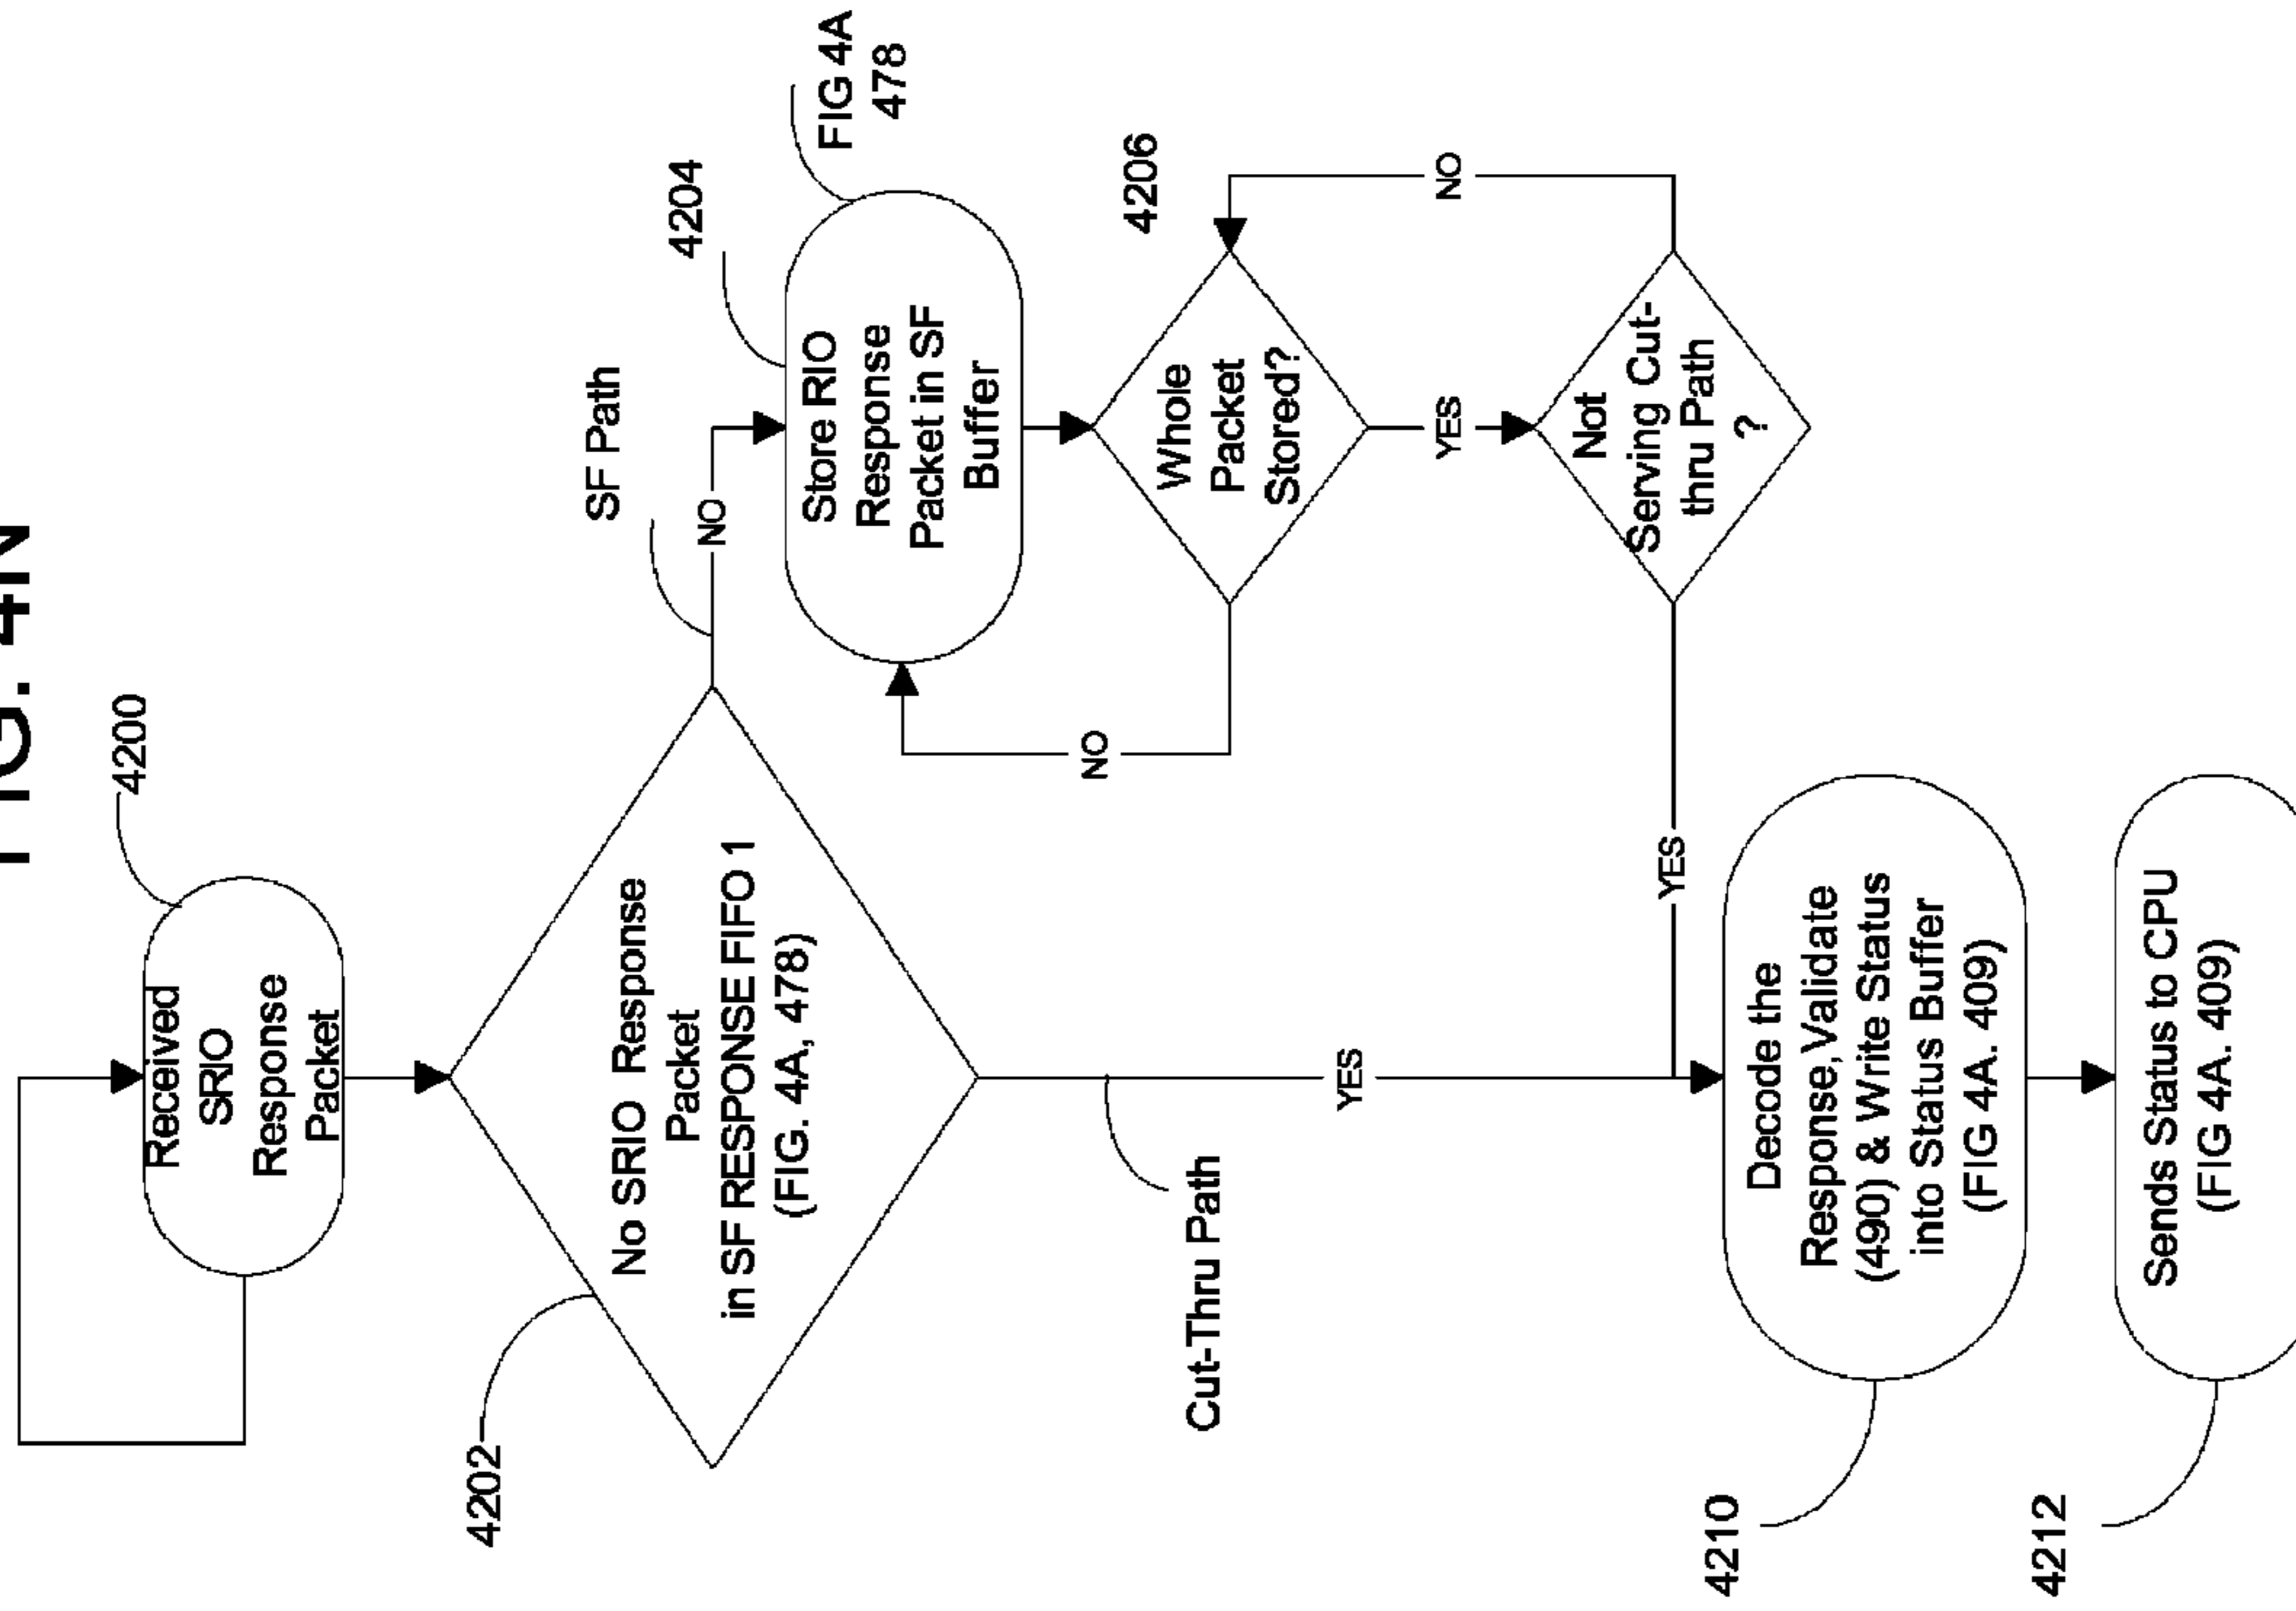 FIG. 4N
4200
Received
SRIO
Response
Packet
4202
No SRIO Response
Packet
in SF RESPONSE FIFO 1
(FIG. 4A, 478)
SF Path
NO
4204
FIG 4A
478
Store RIO
Response
Packet in SF
Buffer
4206
Whole
Packet
Stored?
NO
YES
Not
Serving Cut-
thru Path
?
NO
YES
Cut-Thru Path
YES
4210
Decode the
Response,Validate
(490) & Write Status
into Status Buffer
(FIG 4A. 409)
4212
Sends Status to CPU
(FIG 4A. 409)